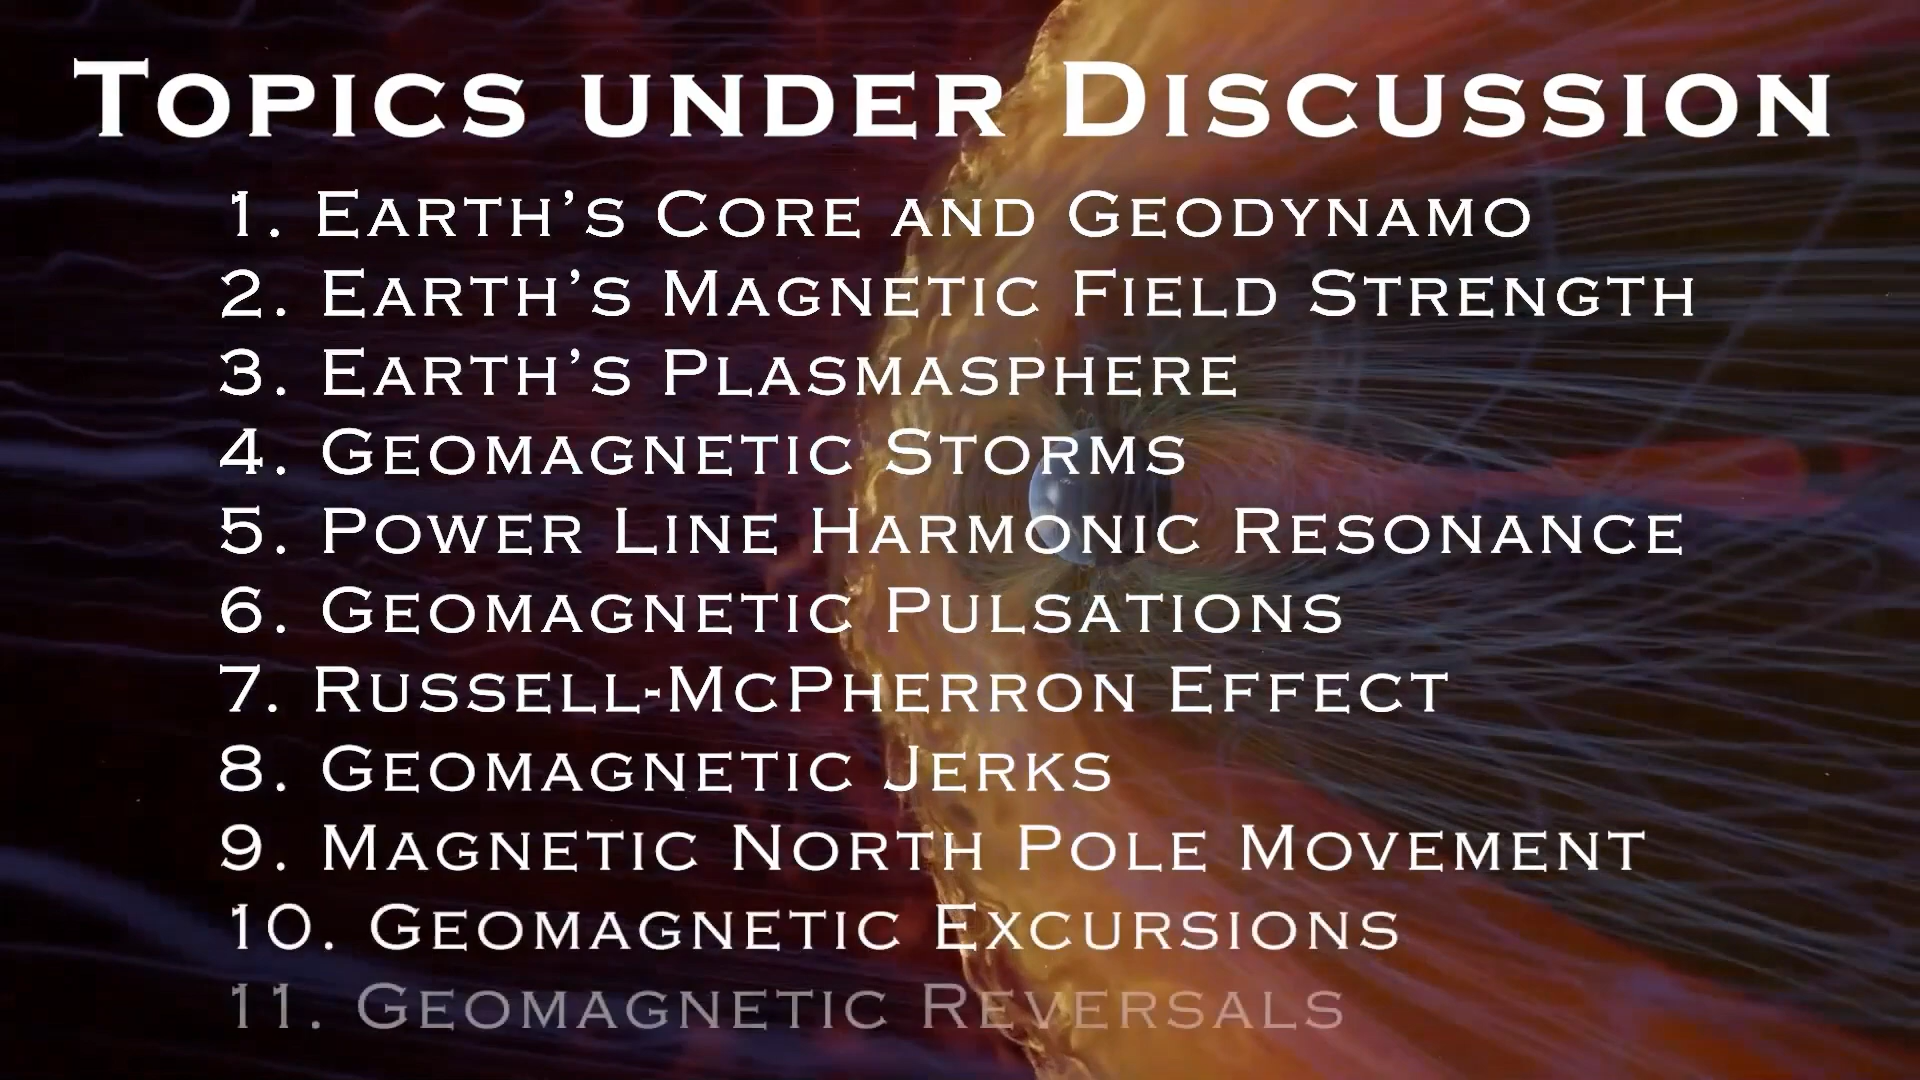 Topics under Discussion
1. Earth’s Core and Geodynamo
2. Earth’s Magnetic Field Strength
3. Earth’s Plasmasphere
4. Geomagnetic Storms
5. Power Line Harmonic Resonance
6. Geomagnetic Pulsations
7. Russell-McPherron Effect
8. Geomagnetic Jerks
9. Magnetic North Pole Movement
10. Geomagnetic Excursions
11. Geomagnetic Reversals